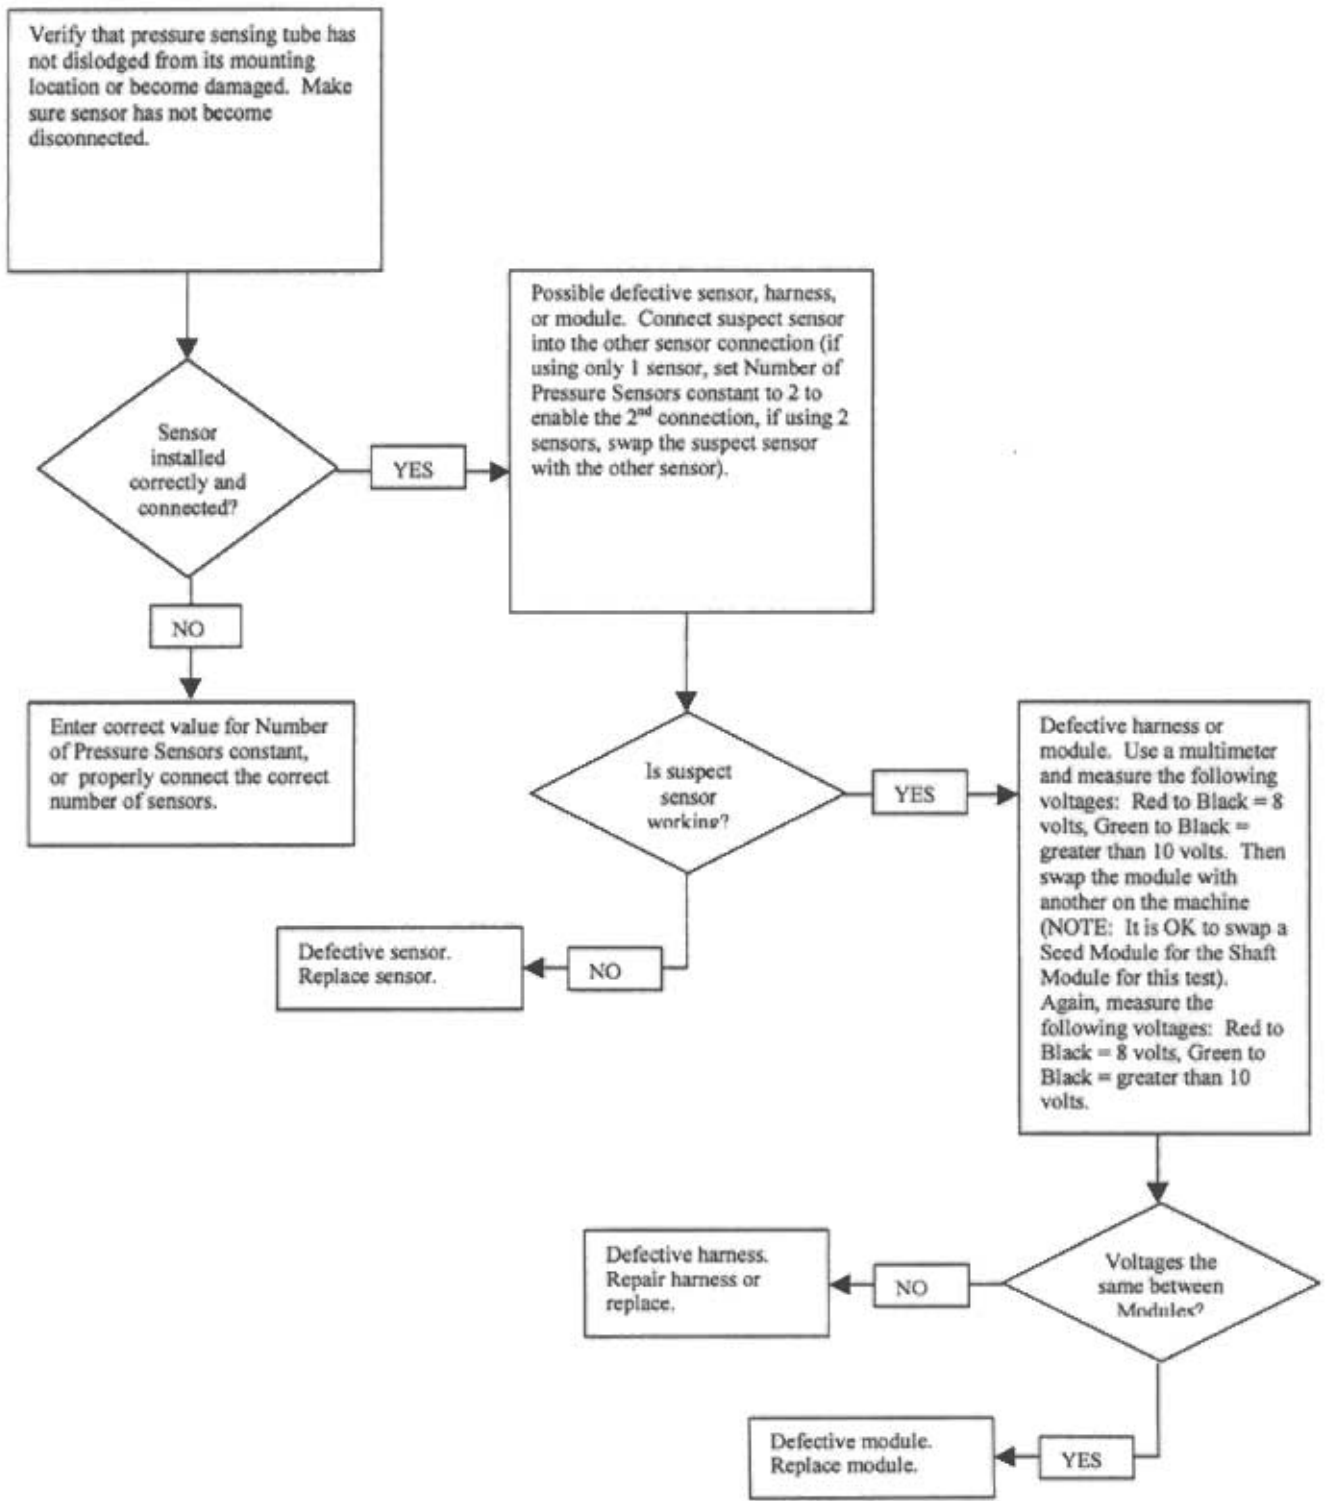 Verify that pressure sensing tube has
not dislodged from its mounting
location or become damaged. Make
sure sensor has not become
disconnected.
Sensor
installed
correctly and
connected?
YES
Possible defective sensor, harness,
or module. Connect suspect sensor
into the other sensor connection (if
using only 1 sensor, set Number of
Pressure Sensors constant to 2 to
enable the 2nd connection, if using 2
sensors, swap the suspect sensor
with the other sensor).
NO
Enter correct value for Number
of Pressure Sensors constant,
or properly connect the correct
number of sensors.
Is suspect
sensor
working?
YES
Defective harness or
module. Use a multimeter
and measure the following
voltages: Red to Black = 8
volts, Green to Black =
greater than 10 volts. Then
swap the module with
another on the machine
(NOTE: It is OK to swap a
Seed Module for the Shaft
Module for this test).
Again, measure the
following voltages: Red to
Black = 8 volts, Green to
Black = greater than 10
volts.
NO
Defective sensor.
Replace sensor.
Voltages the
same between
Modules?
NO
Defective harness.
Repair harness or
replace.
YES
Defective module.
Replace module.